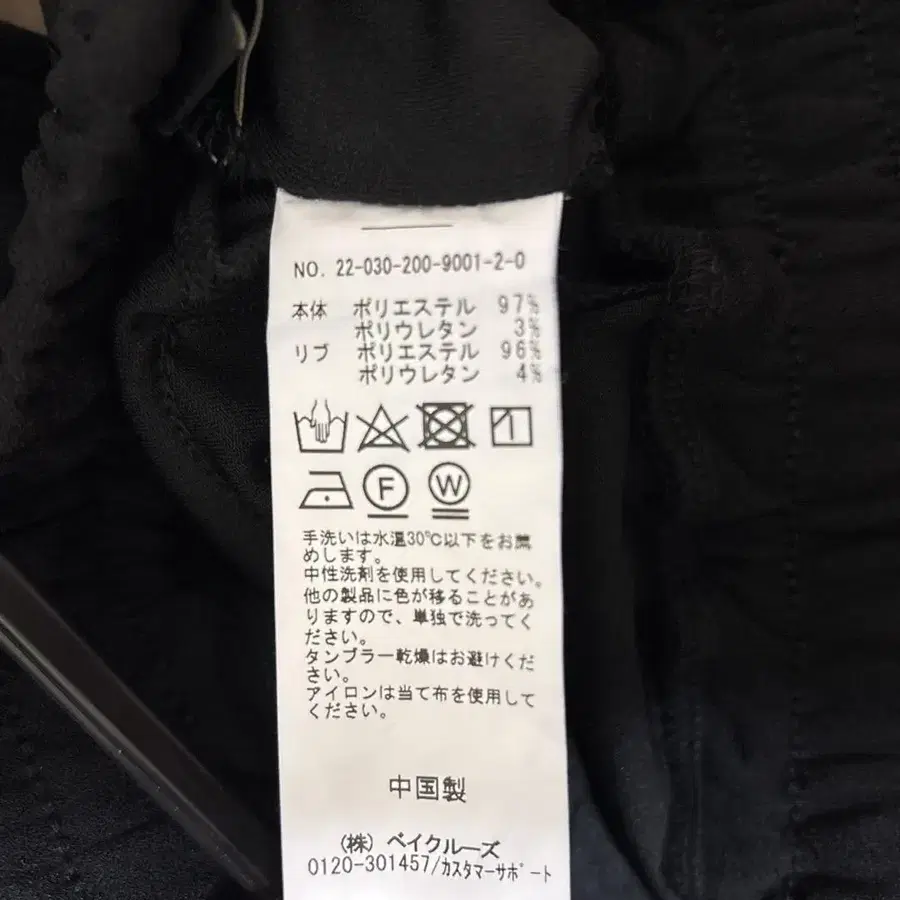 NO. 22-030-200-9001-2-0
本体 ポリエステル 97%
ポリウレタン 3%
リブ ポリエステル 96%
ポリウレタン 4%
F W
手洗いは水温30℃以下をお薦
めします。
中性洗剤を使用してください。
他の製品に色が移ることがあ
りますので、単独で洗ってく
ださい。
タンブラー乾燥はお避けくだ
さい。
アイロンは当て布を使用して
ください。
中国製
(株) ベイクルーズ
0120-301457/カスタマーサポート